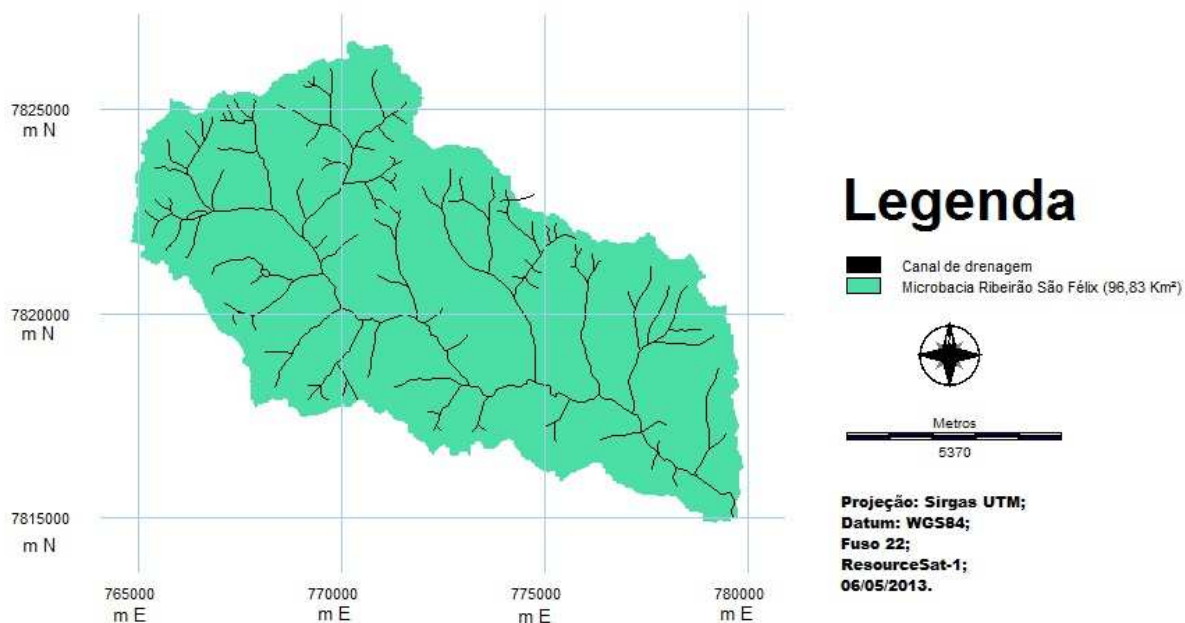 7825000
m N
7820000
m N
7815000
m N
765000
m E
770000
m E
775000
m E
780000
m E
Legenda
Canal de drenagem
Microbacia Ribeirão São Félix (96,83 Km²)
Metros
5370
Projeção: Sirgas UTM;
Datum: WGS84;
Fuso 22;
ResourceSat-1;
06/05/2013.